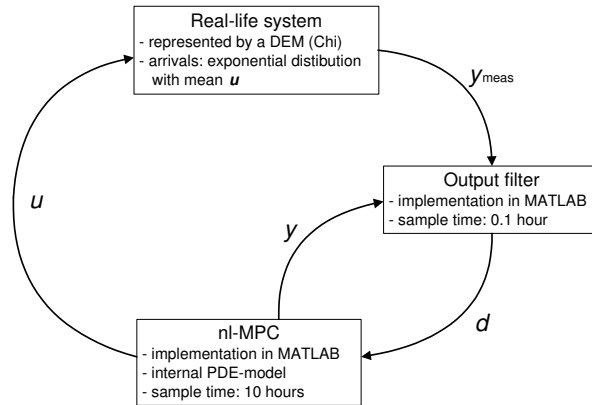 Real-life system
- represented by a DEM (Chi)
- arrivals: exponential distibution
with mean u
ymeas
Output filter
- implementation in MATLAB
- sample time: 0.1 hour
u
y
d
nl-MPC
- implementation in MATLAB
- internal PDE-model
- sample time: 10 hours